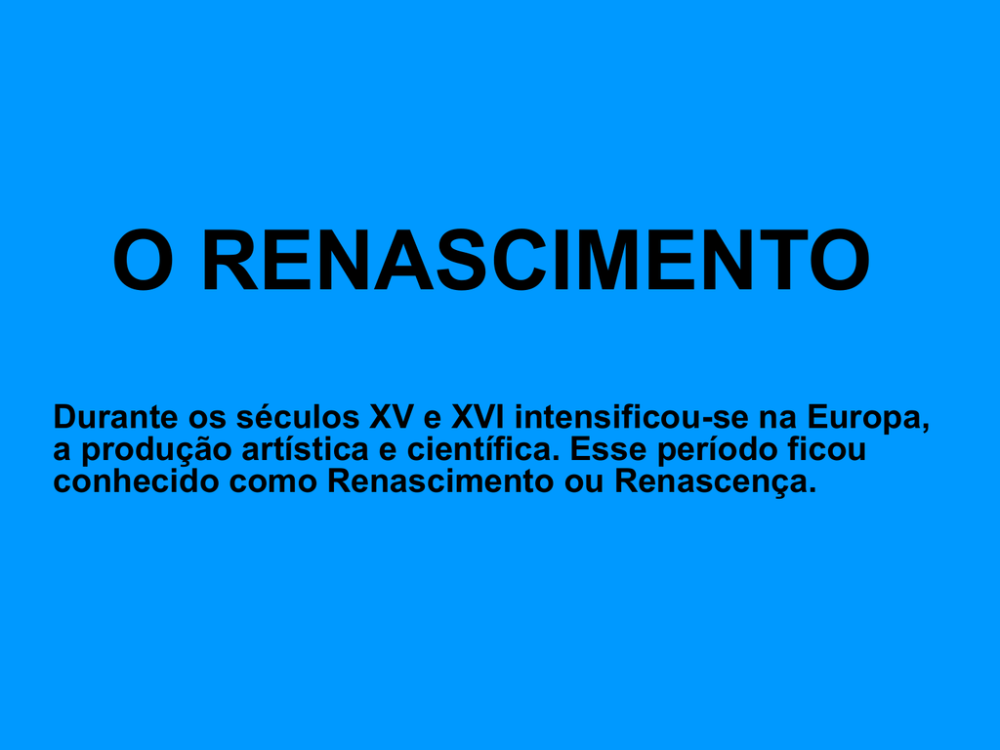 O RENASCIMENTO
Durante os séculos XV e XVI intensificou-se na Europa,
a produção artística e científica. Esse período ficou
conhecido como Renascimento ou Renascença.